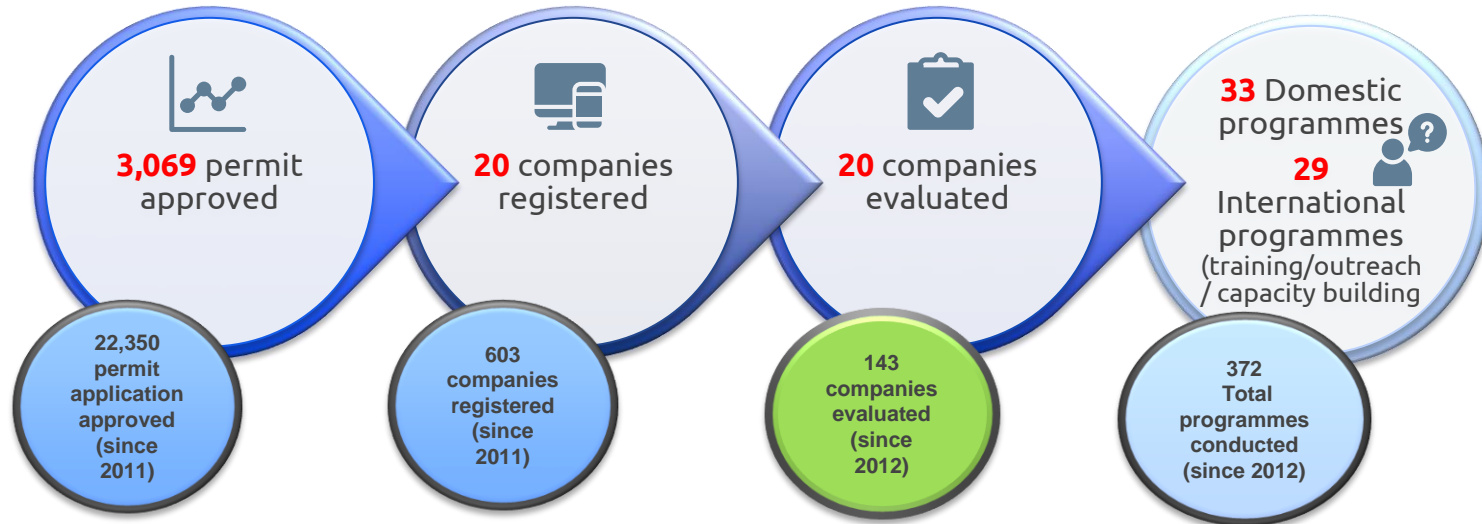 3,069 permit
approved
20 companies
registered
20 companies
evaluated
33 Domestic
programmes
?
29
International
programmes
(training/outreach
/ capacity building
22,350
permit
application
approved
(since
2011)
603
companies
registered
(since
2011)
143
companies
evaluated
(since
2012)
372
Total
programmes
conducted
(since 2012)